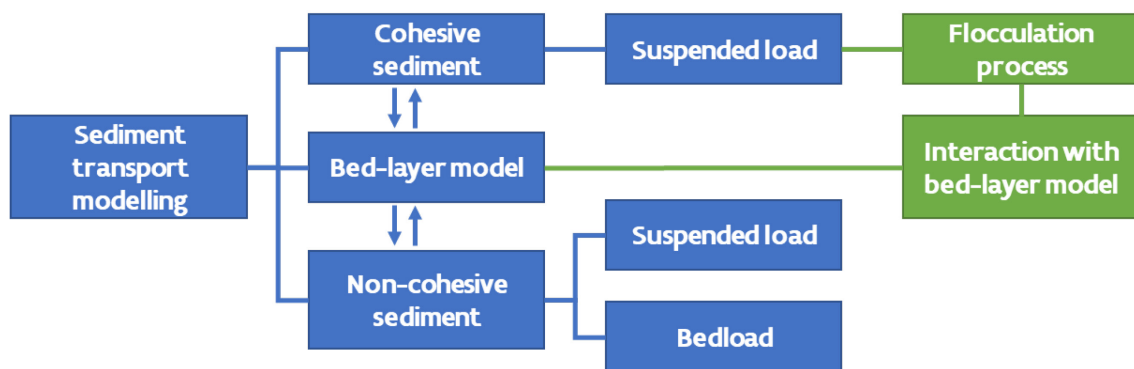 Sediment
transport
modelling
Cohesive
sediment
Suspended load
Flocculation
process
Bed-layer model
Interaction with
bed-layer model
Non-cohesive
sediment
Suspended load
Bedload